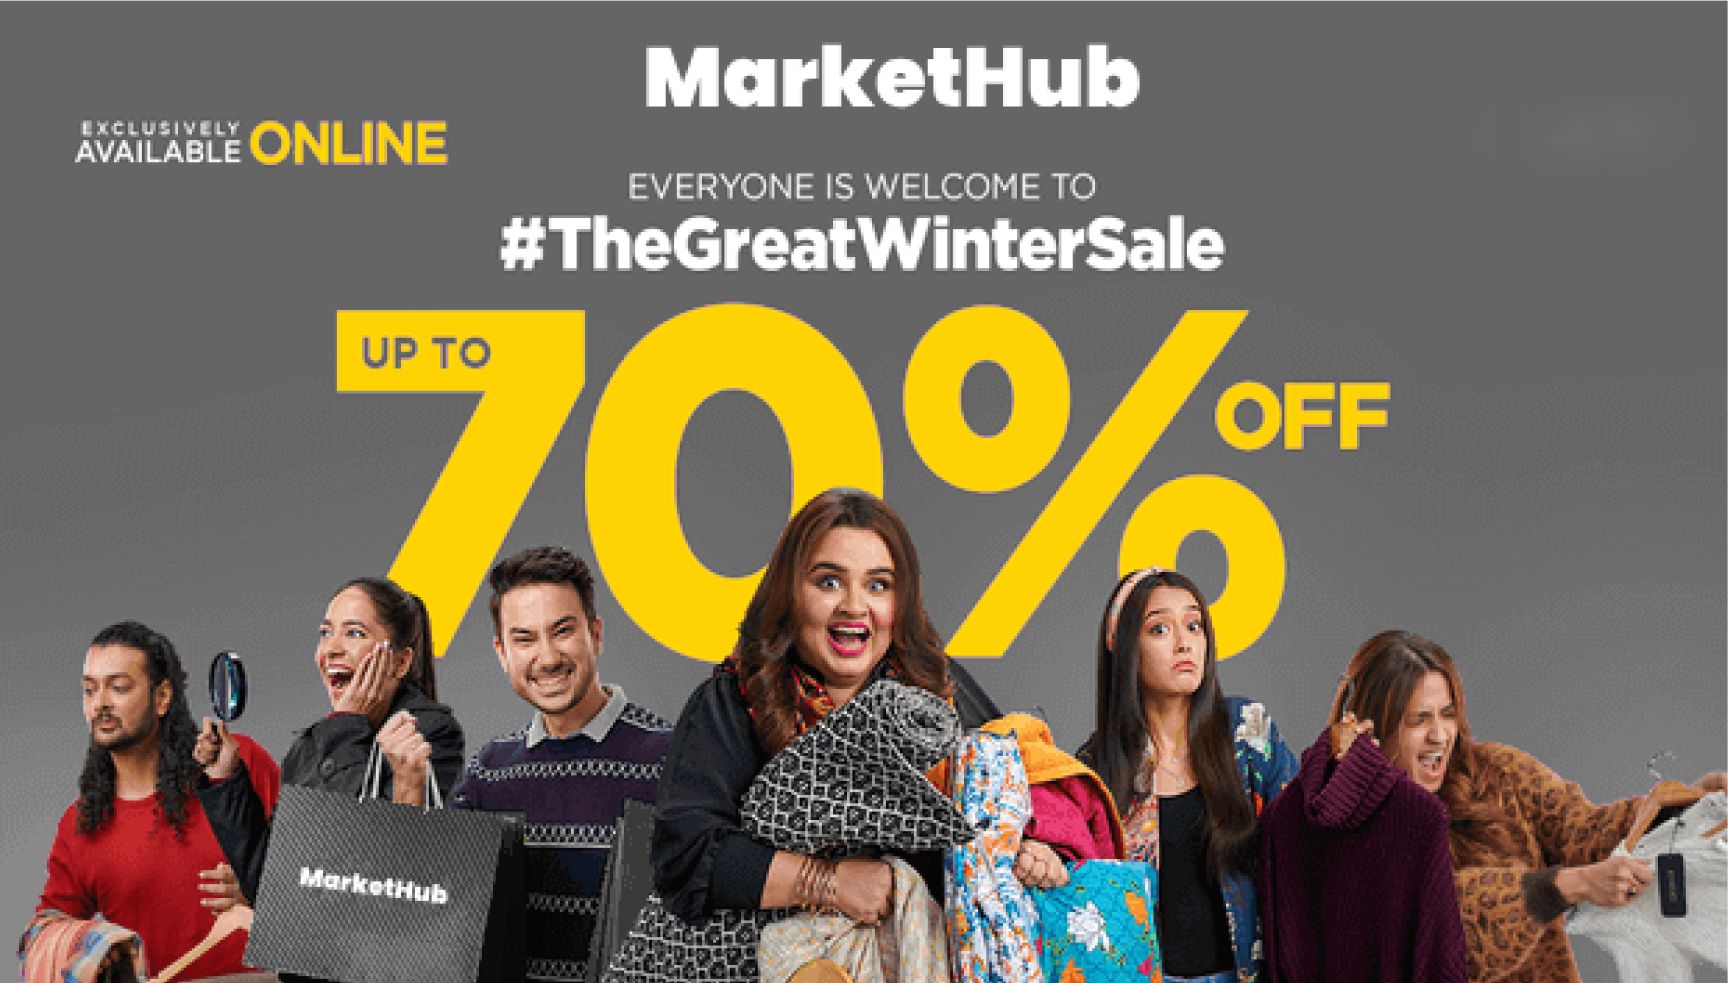 MarketHub
EXCLUSIVELY
AVAILABLE ONLINE
EVERYONE IS WELCOME TO
#TheGreatWinterSale
UP TO
70% OFF
MarketHub